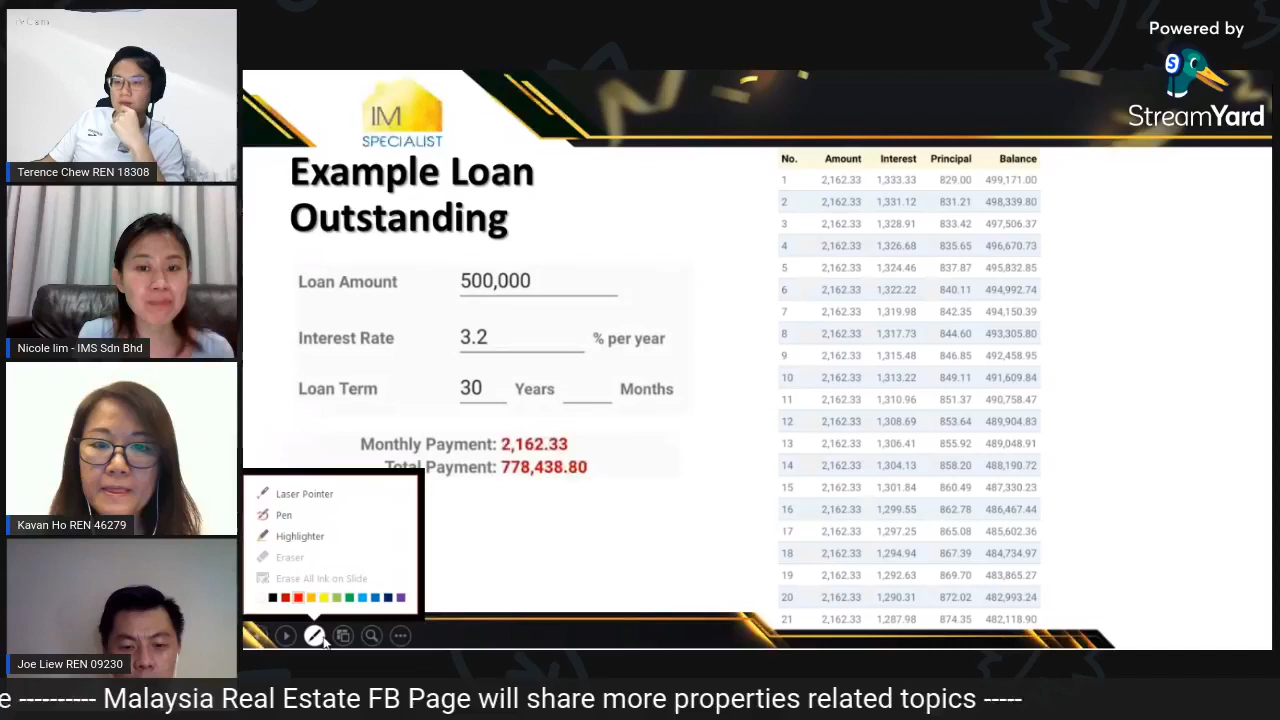 ivCam
Terence Chew REN 18308
Nicole lim - IMS Sdn Bhd
Kavan Ho REN 46279
Joe Liew REN 09230
Powered by
StreamYard
IM
SPECIALIST
Example Loan
Outstanding
Loan Amount 500,000
Interest Rate 3.2 % per year
Loan Term 30 Years Months
Monthly Payment: 2,162.33
Total Payment: 778,438.80
Laser Pointer
Pen
Highlighter
Eraser
Erase All Ink on Slide
No. Amount Interest Principal Balance
1 2,162.33 1,333.33 829.00 499,171.00
2 2,162.33 1,331.12 831.21 498,339.80
3 2,162.33 1,328.91 833.42 497,506.37
4 2,162.33 1,326.68 835.65 496,670.73
5 2,162.33 1,324.46 837.87 495,832.85
6 2,162.33 1,322.22 840.11 494,992.74
7 2,162.33 1,319.98 842.35 494,150.39
8 2,162.33 1,317.73 844.60 493,305.80
9 2,162.33 1,315.48 846.85 492,458.95
10 2,162.33 1,313.22 849.11 491,609.84
11 2,162.33 1,310.96 851.37 490,758.47
12 2,162.33 1,308.69 853.64 489,904.83
13 2,162.33 1,306.41 855.92 489,048.91
14 2,162.33 1,304.13 858.20 488,190.72
15 2,162.33 1,301.84 860.49 487,330.23
16 2,162.33 1,299.55 862.78 486,467.44
17 2,162.33 1,297.25 865.08 485,602.36
18 2,162.33 1,294.94 867.39 484,734.97
19 2,162.33 1,292.63 869.70 483,865.27
20 2,162.33 1,290.31 872.02 482,993.24
21 2,162.33 1,287.98 874.35 482,118.90
e ---------- Malaysia Real Estate FB Page will share more properties related topics -----